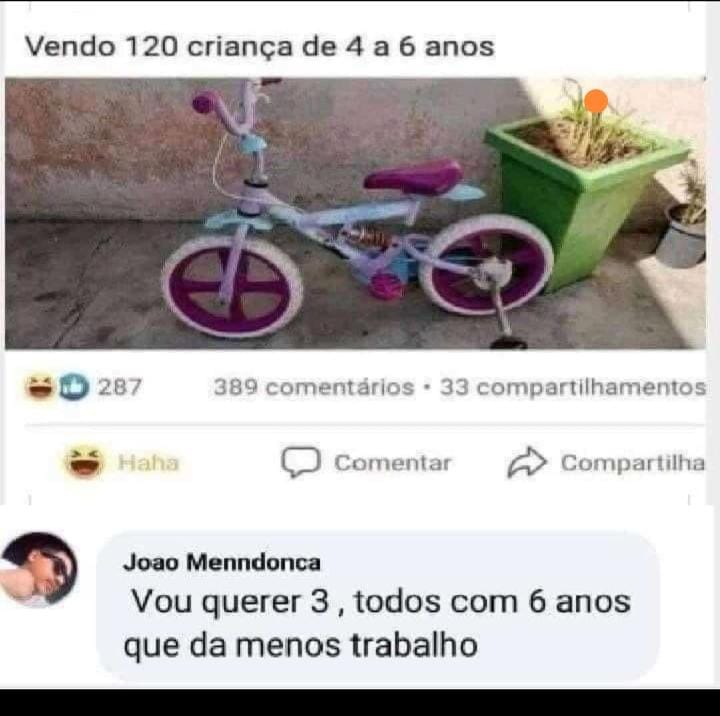 Vendo 120 criança de 4 a 6 anos
287 389 comentários • 33 compartilhamentos
Haha Comentar Compartilha
Joao Menndonca
Vou querer 3 , todos com 6 anos
que da menos trabalho